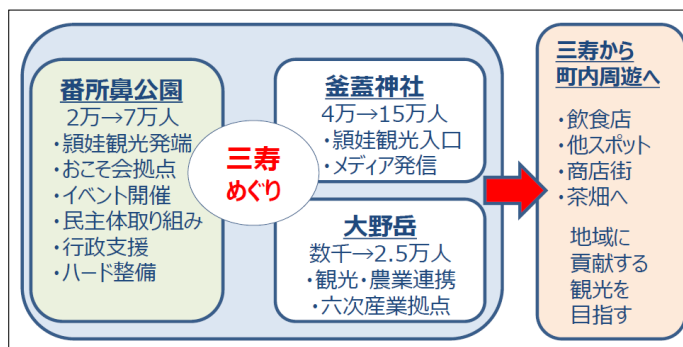 番所鼻公園
2万→7万人
・頴娃観光発端
・おこそ会拠点
・イベント開催
・民主体取り組み
・行政支援
・ハード整備
三寿
めぐり
釜蓋神社
4万→15万人
・頴娃観光入口
・メディア発信
大野岳
数千→2.5万人
・観光・農業連携
・六次産業拠点
三寿から
町内周遊へ
・飲食店
・他スポット
・商店街
・茶畑へ
地域に
貢献する
観光を
目指す